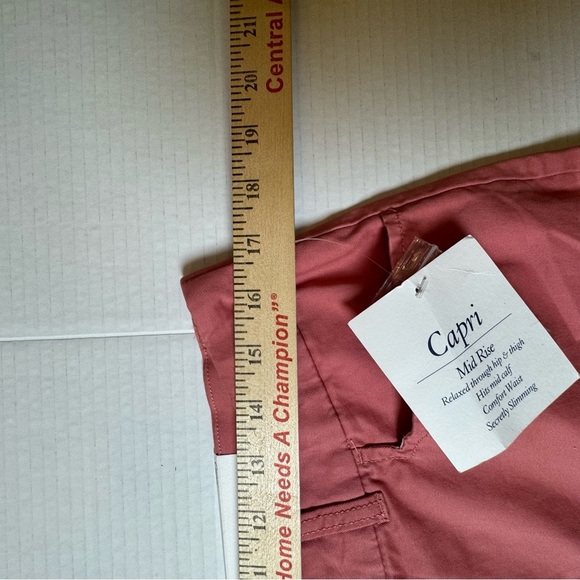 21
20
19
18
17
16
15
14
13
12
1
Central A
Home Needs A Champion”®
Capri
Mid Rise
Relaxed through hip & thigh
Hits mid calf
Comfort Waist
Secretly Slimming